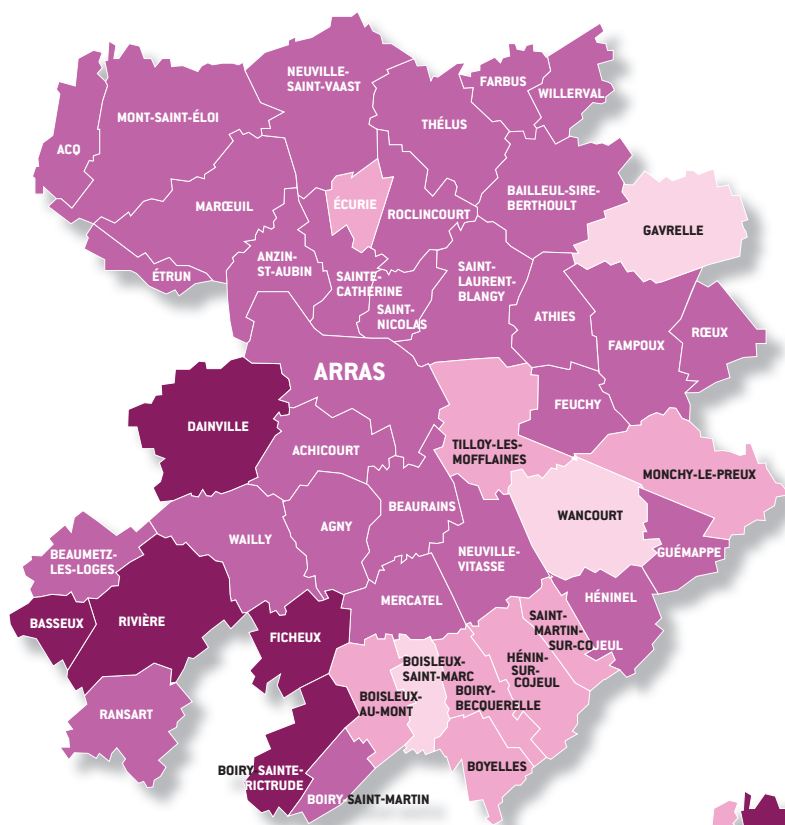 NEUVILLE-
SAINT-VAAST
FARBUS
WILLERVAL
MONT-SAINT-ÉLOI
THÉLUS
ACQ
BAILLEUL-SIRE-
BERTHOULT
MARŒUIL
ÉCURIE
ROCLINCOURT
GAVRELLE
ÉTRUN
ANZIN-
ST-AUBIN
SAINTE-
CATHERINE
SAINT-
NICOLAS
SAINT-
LAURENT-
BLANGY
ATHIES
FAMPOUX
RŒUX
ARRAS
FEUCHY
DAINVILLE
ACHICOURT
TILLOY-LES-
MOFFLAINES
MONCHY-LE-PREUX
BEAURAINS
WANCOURT
AGNY
WAILLY
BEAUMETZ-
LES-LOGES
NEUVILLE-
VITASSE
GUÉMAPPE
MERCATEL
HÉNINEL
BASSEUX
RIVIÈRE
FICHEUX
SAINT-
MARTIN-
SUR-COJEUL
BOISLEUX-
SAINT-MARC
HÉNIN-
SUR-
COJEUL
BOISLEUX-
AU-MONT
BOIRY-
BECQUERELLE
RANSART
BOYELLES
BOIRY SAINTE-
RICTRUDE
BOIRY-SAINT-MARTIN